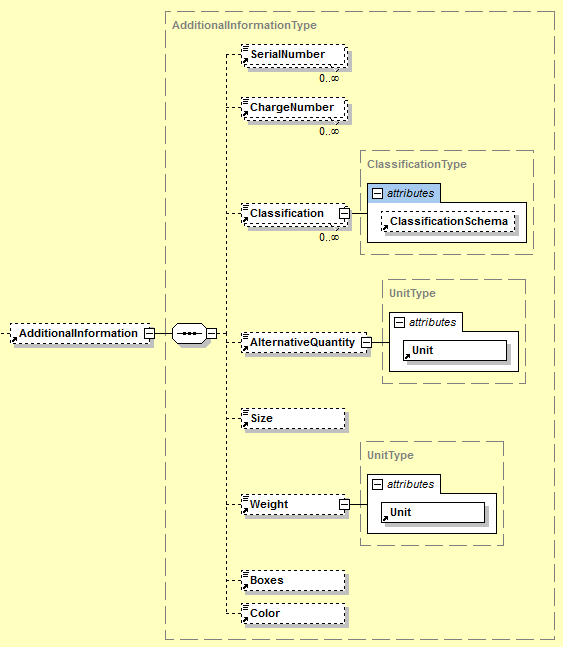 AdditionalInformationType
SerialNumber
0..∞
ChargeNumber
0..∞
ClassificationType
attributes
Classification
ClassificationSchema
0..∞
UnitType
attributes
AdditionalInformation
AlternativeQuantity
Unit
Size
UnitType
attributes
Weight
Unit
Boxes
Color